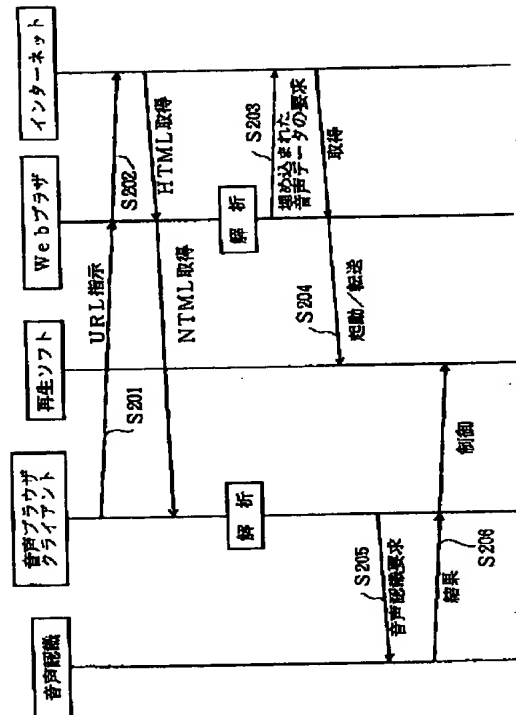 音声認識
音声ブラウザ
クライアント
再生ソフト
Webブラザ
インターネット
S201
URL指示
S202
HTML取得
NTML取得
解析
解析
S203
埋め込まれた
音声データの要求
取得
S204
起動／転送
S205
音声認識要求
制御
結果
S206